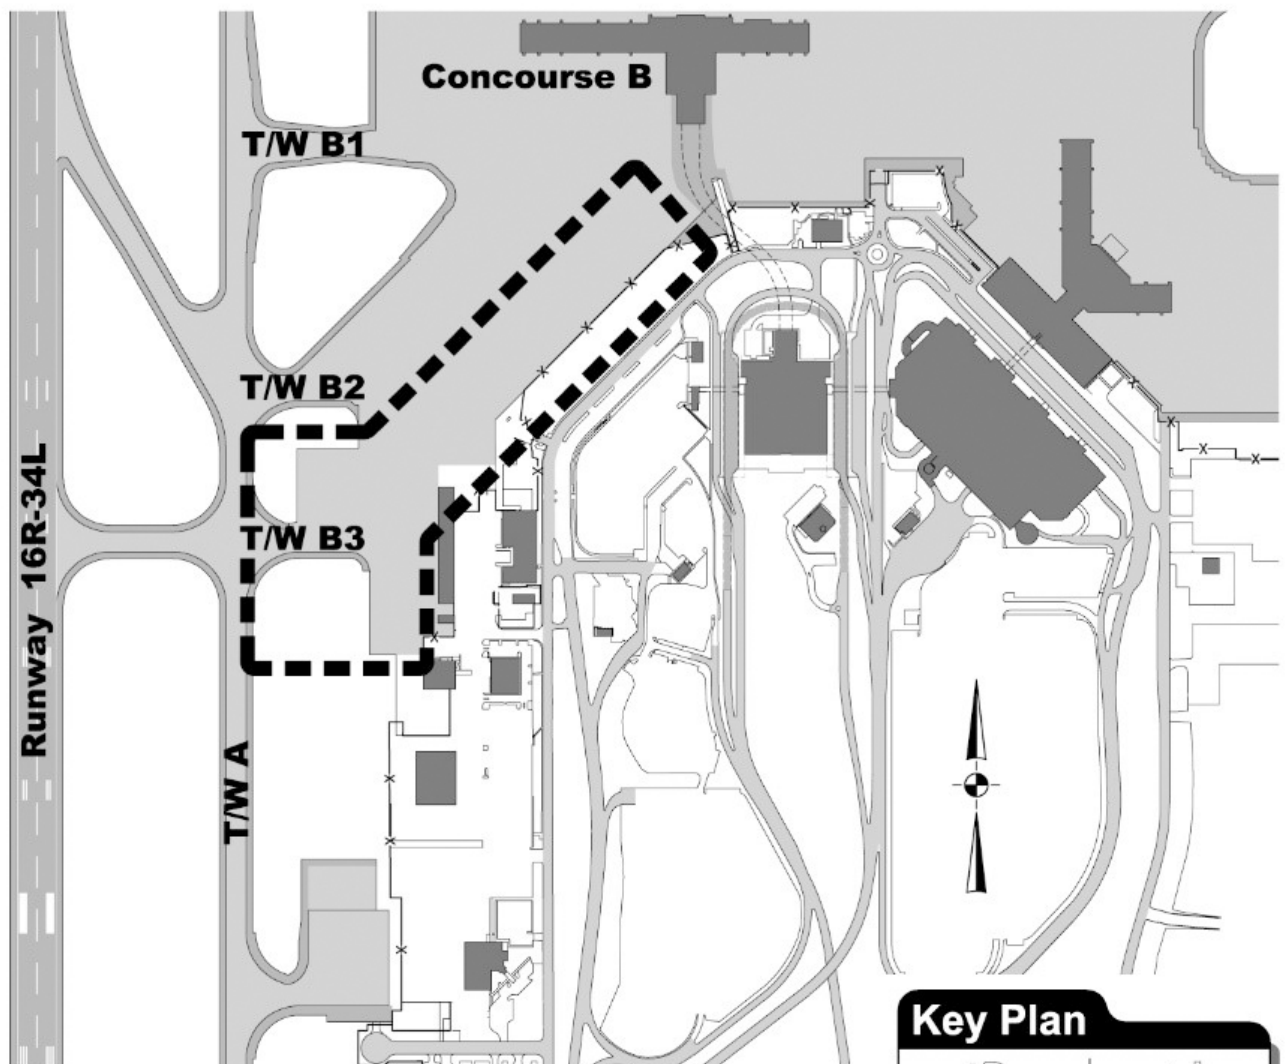 Concourse B
T/W B1
T/W B2
T/W B3
Runway 16R-34L
T/W A
Key Plan